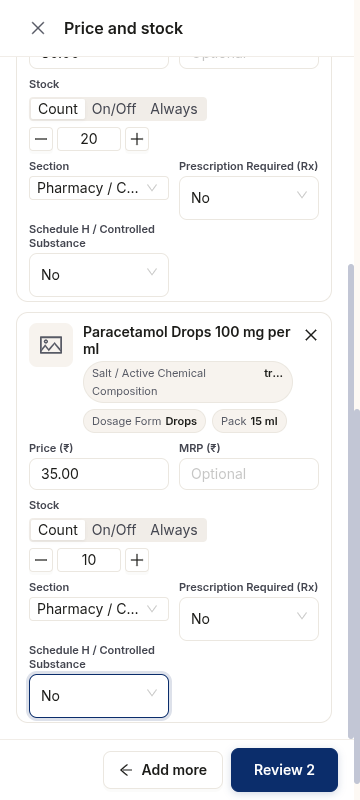 Price and stock
Stock
Count On/Off Always
20
Section Prescription Required (Rx)
Pharmacy / C... No
Schedule H / Controlled
Substance
No
Paracetamol Drops 100 mg per
ml
Salt / Active Chemical tr...
Composition
Dosage Form Drops Pack 15 ml
Price (₹) MRP (₹)
35.00 Optional
Stock
Count On/Off Always
10
Section Prescription Required (Rx)
Pharmacy / C... No
Schedule H / Controlled
Substance
No
Add more Review 2